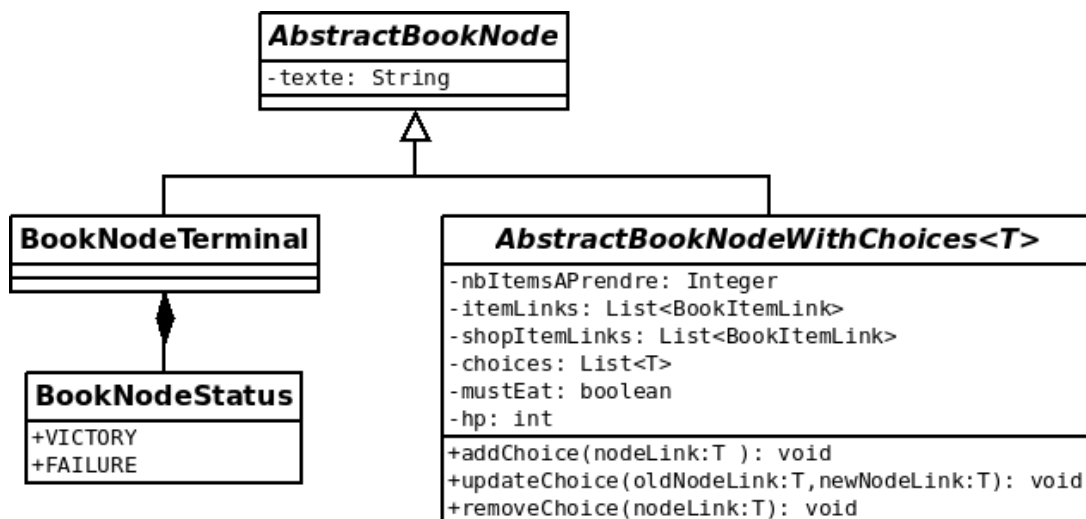 AbstractBookNode
-texte: String
BookNodeTerminal
BookNodeStatus
+VICTORY
+FAILURE
AbstractBookNodeWithChoices<T>
-nbItemsAPrendre: Integer
-itemLinks: List<BookItemLink>
-shopItemLinks: List<BookItemLink>
-choices: List<T>
-mustEat: boolean
-hp: int
+addChoice(nodeLink:T ): void
+updateChoice(oldNodeLink:T,newNodeLink:T): void
+removeChoice(nodeLink:T): void